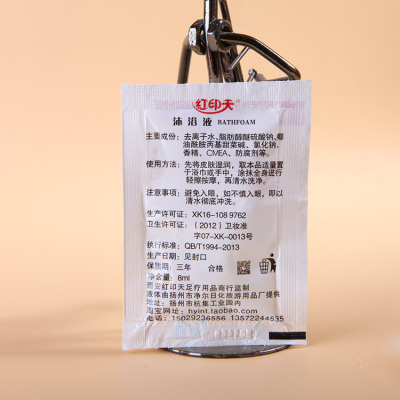 红印天
沐浴液 BATHFOAM
主要成份：去离子水、脂肪醇醚硫酸钠、椰
油酰胺丙基甜菜碱、氯化钠、
香精、CMEA、防腐剂等。
使用方法：先将皮肤湿润，取本品适量置
于浴巾或手中，涂抹全身进行
轻擦按摩，再清水洗净。
注意事项：避免入眼，如不慎入眼，即以
清水彻底冲洗。
生产许可证：XK16-108 9762
卫生许可证：（2012）卫妆准
字07-XK-0013号
执行标准：QB/T1994-2013
生产日期：见封口
保质期：三年 合格
净含量：8ml
西安红印天足疗用品商行监制
液体由扬州市净尔日化旅游用品厂提供
地址：扬州市杭集工业园内
淘宝网址：hyint.taobao.com
电话：15029236556 13572244535